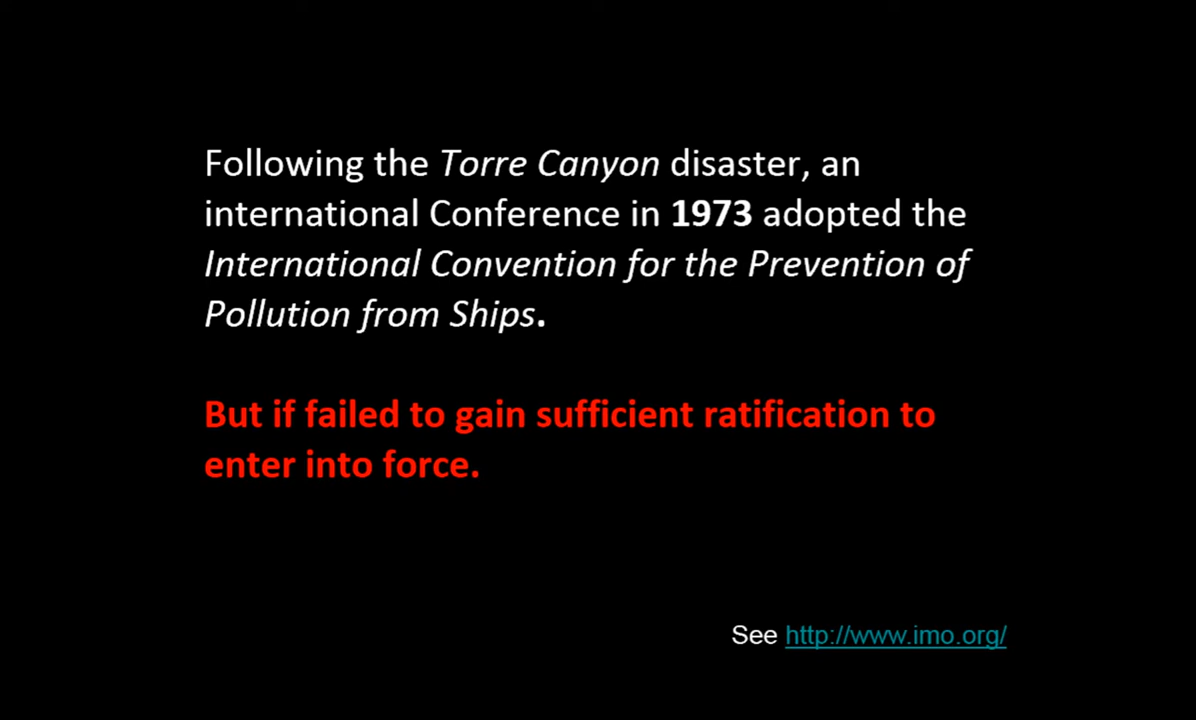 Following the Torre Canyon disaster, an
international Conference in 1973 adopted the
International Convention for the Prevention of
Pollution from Ships.
But if failed to gain sufficient ratification to
enter into force.
See http://www.imo.org/